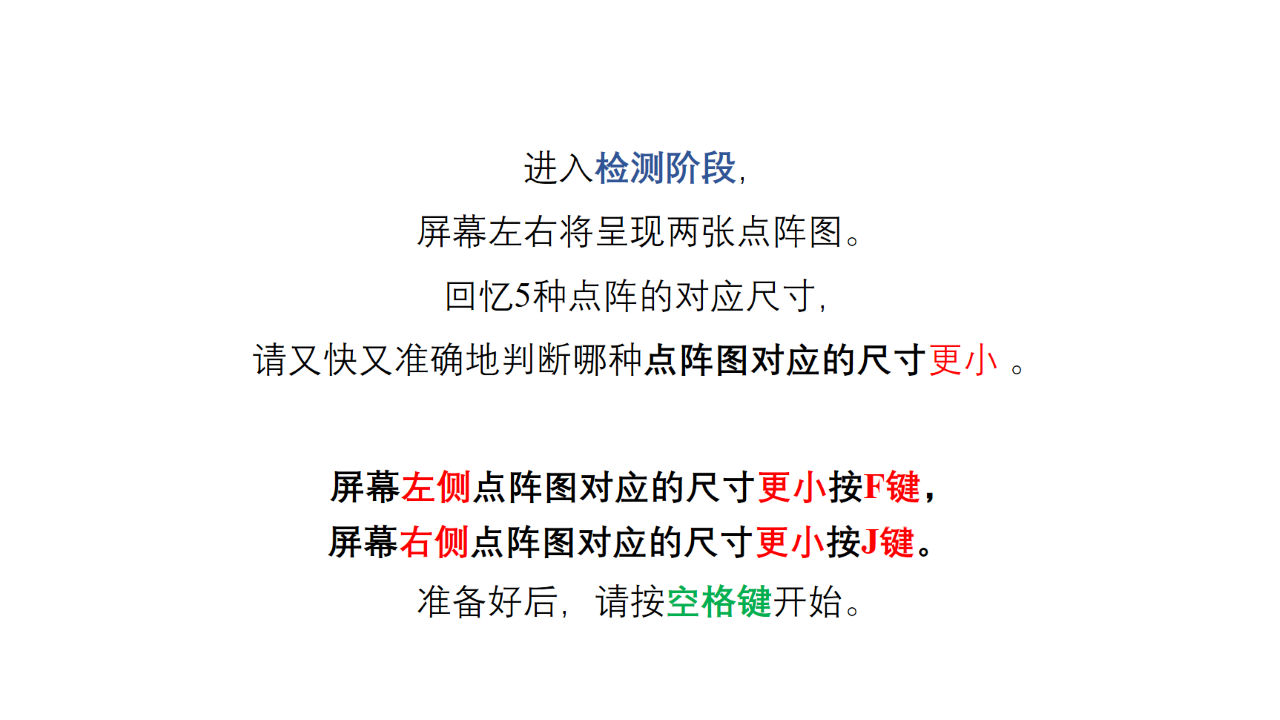 进入检测阶段，
屏幕左右将呈现两张点阵图。
回忆5种点阵的对应尺寸，
请又快又准确地判断哪种点阵图对应的尺寸更小 。
屏幕左侧点阵图对应的尺寸更小按F键，
屏幕右侧点阵图对应的尺寸更小按J键。
准备好后，请按空格键开始。